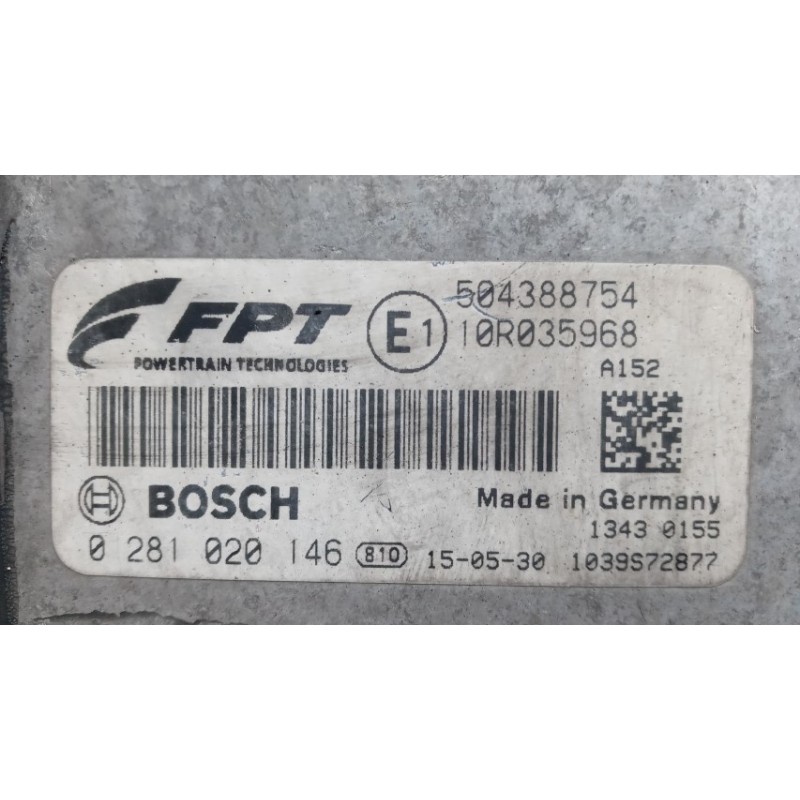 FPT
POWERTRAIN TECHNOLOGIES
E1
504388754
10R035968
A152
BOSCH
Made in Germany
1343 0155
0 281 020 146 810 15-05-30 1039S72877